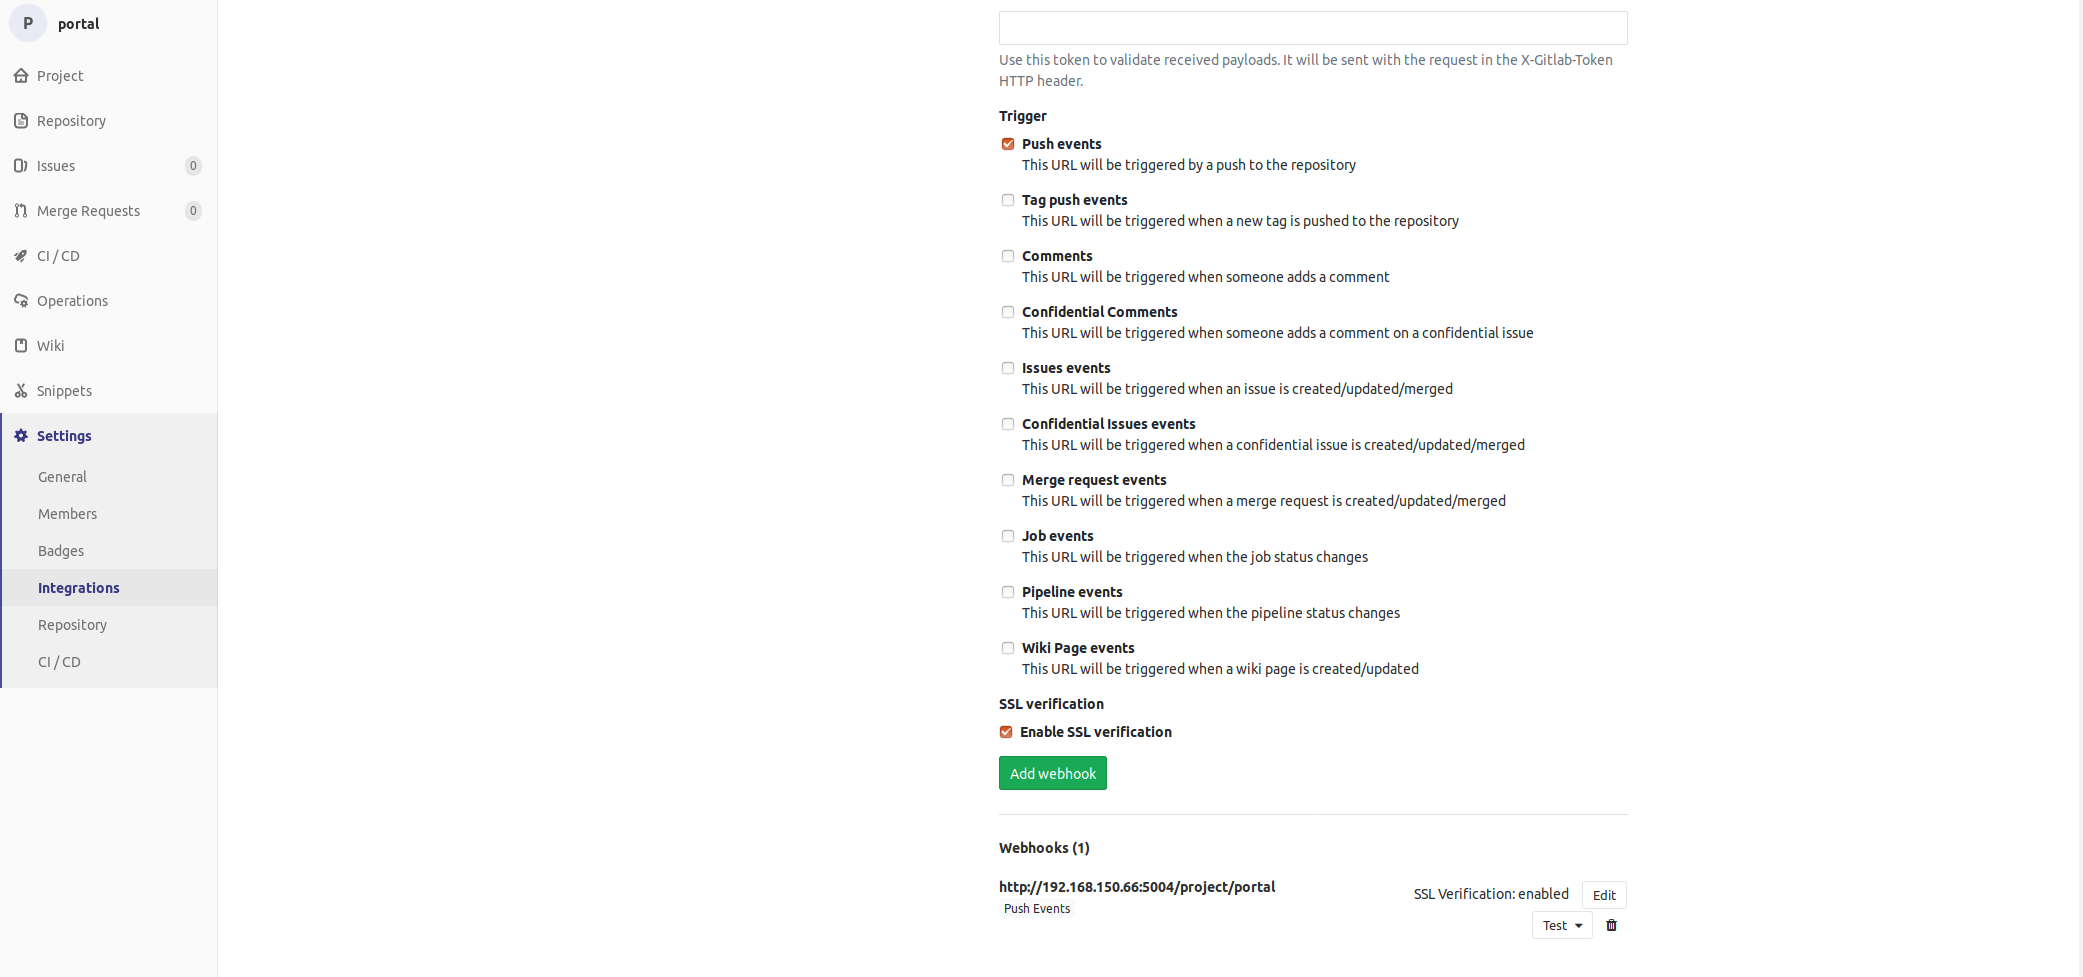 P portal
Project
Repository
Issues 0
Merge Requests 0
CI / CD
Operations
Wiki
Snippets
Settings
General
Members
Badges
Integrations
Repository
CI / CD
Use this token to validate received payloads. It will be sent with the request in the X-Gitlab-Token
HTTP header.
Trigger
Push events
This URL will be triggered by a push to the repository
Tag push events
This URL will be triggered when a new tag is pushed to the repository
Comments
This URL will be triggered when someone adds a comment
Confidential Comments
This URL will be triggered when someone adds a comment on a confidential issue
Issues events
This URL will be triggered when an issue is created/updated/merged
Confidential Issues events
This URL will be triggered when a confidential issue is created/updated/merged
Merge request events
This URL will be triggered when a merge request is created/updated/merged
Job events
This URL will be triggered when the job status changes
Pipeline events
This URL will be triggered when the pipeline status changes
Wiki Page events
This URL will be triggered when a wiki page is created/updated
SSL verification
Enable SSL verification
Add webhook
Webhooks (1)
http://192.168.150.66:5004/project/portal
Push Events
SSL Verification: enabled Edit
Test